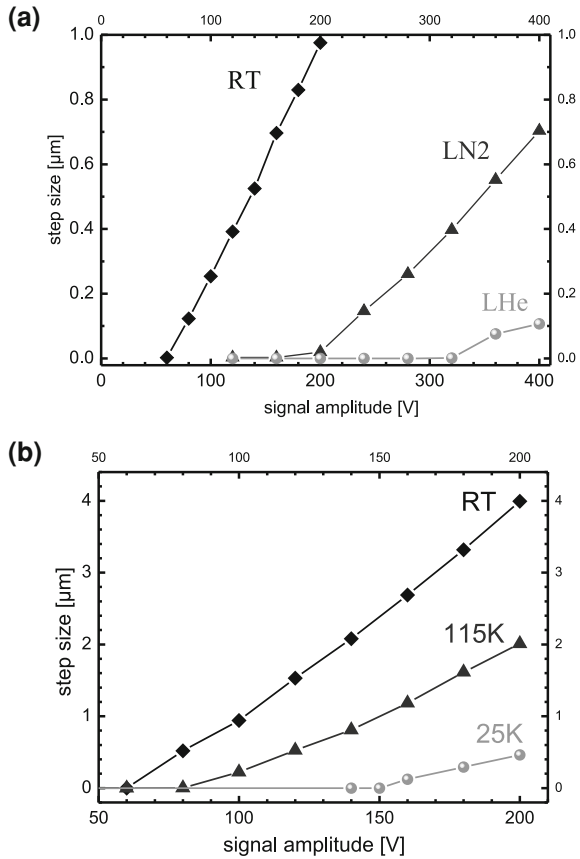 (a)
0 100 200 300 400
1.0 1.0
RT
0.8 0.8
LN2
0.6 0.6
step size [µm]
0.4 0.4
LHe
0.2 0.2
0.0 0.0
0 100 200 300 400
signal amplitude [V]
(b)
50 100 150 200
4 4
RT
3 3
step size [µm]
115K
2 2
1 1
25K
0 0
50 100 150 200
signal amplitude [V]